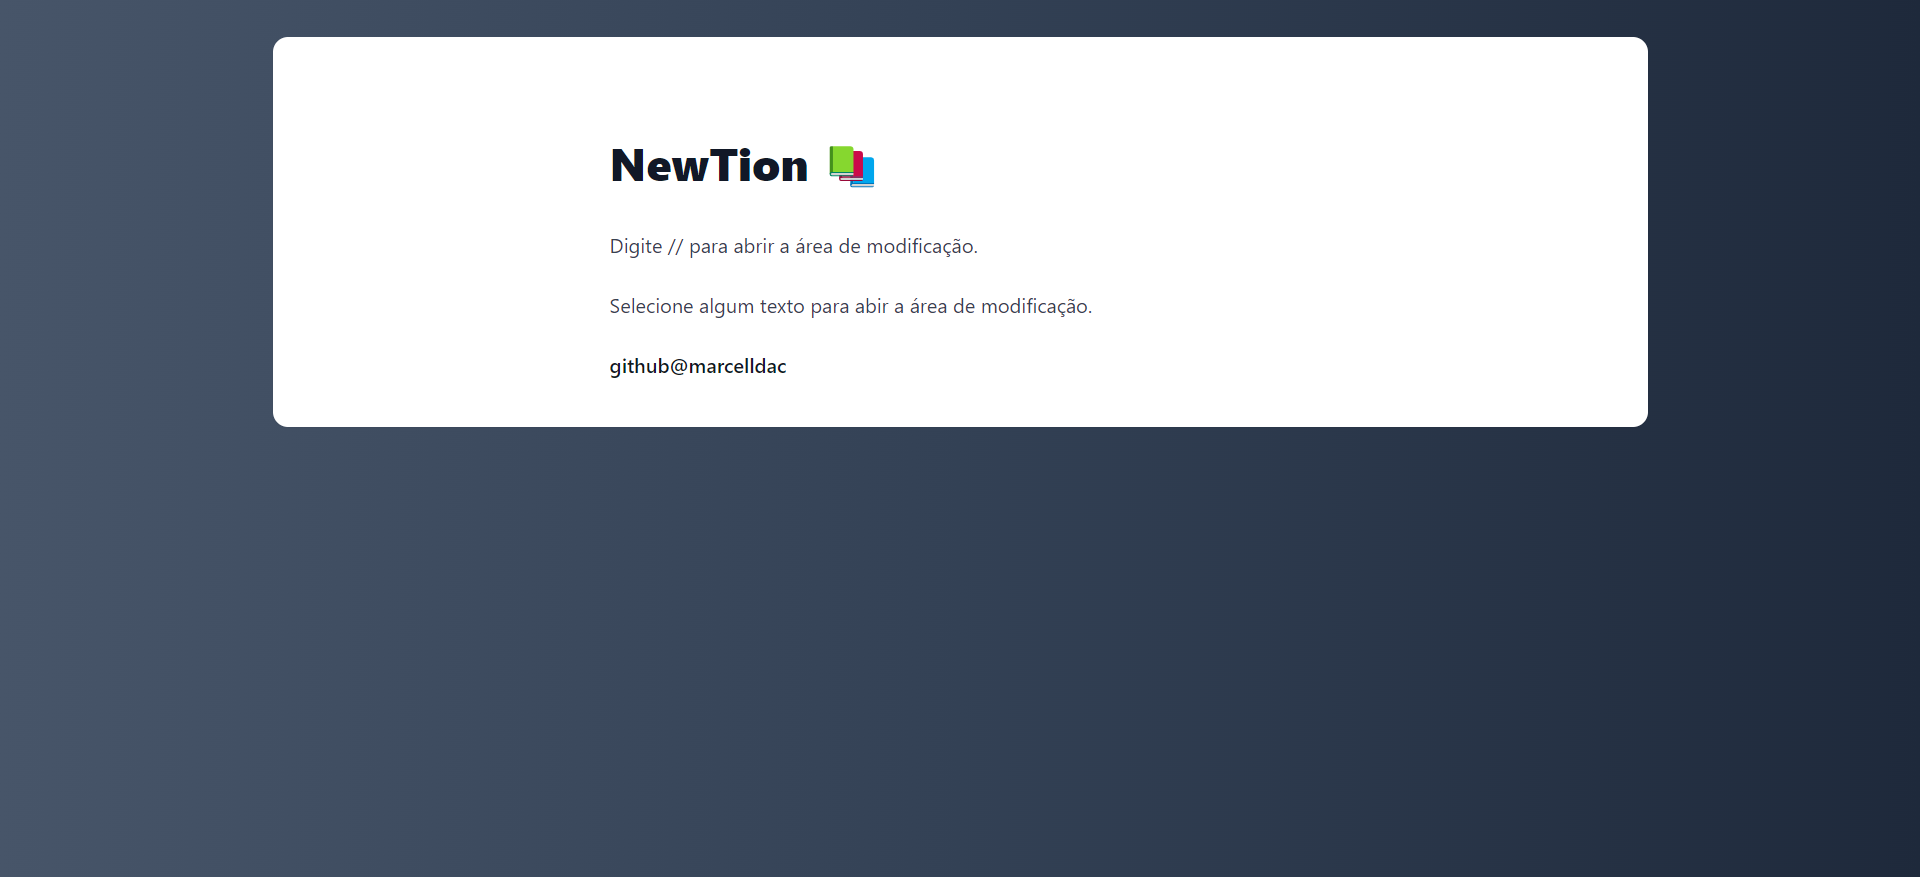 NewTion 📚
Digite // para abrir a área de modificação.
Selecione algum texto para abir a área de modificação.
github@marcelldac